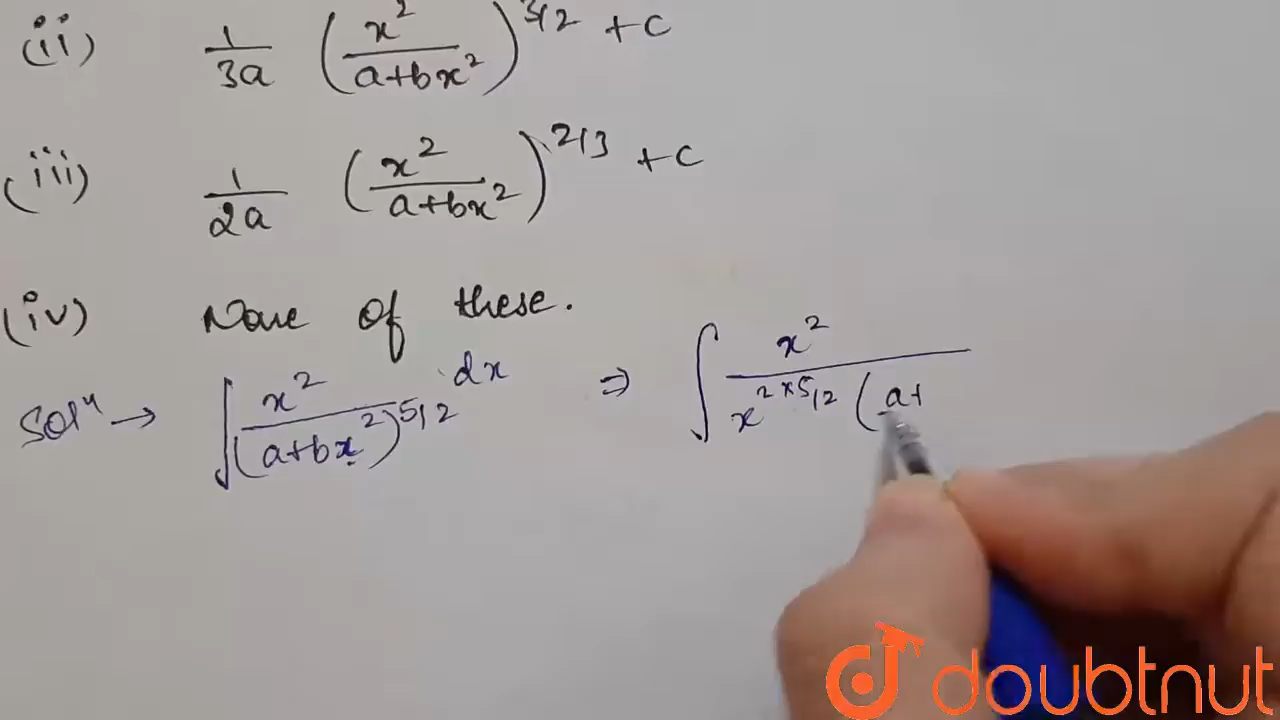 (ii) 1/3a (x²/a+bx²)^3/2 + c
(iii) 1/2a (x²/a+bx²)^2/3 + c
(iv) None of these.
Solⁿ → ∫ x²/(a+bx²)^5/2 dx ⇒ ∫ x²/x^2×5/2 (a+
doubtnut